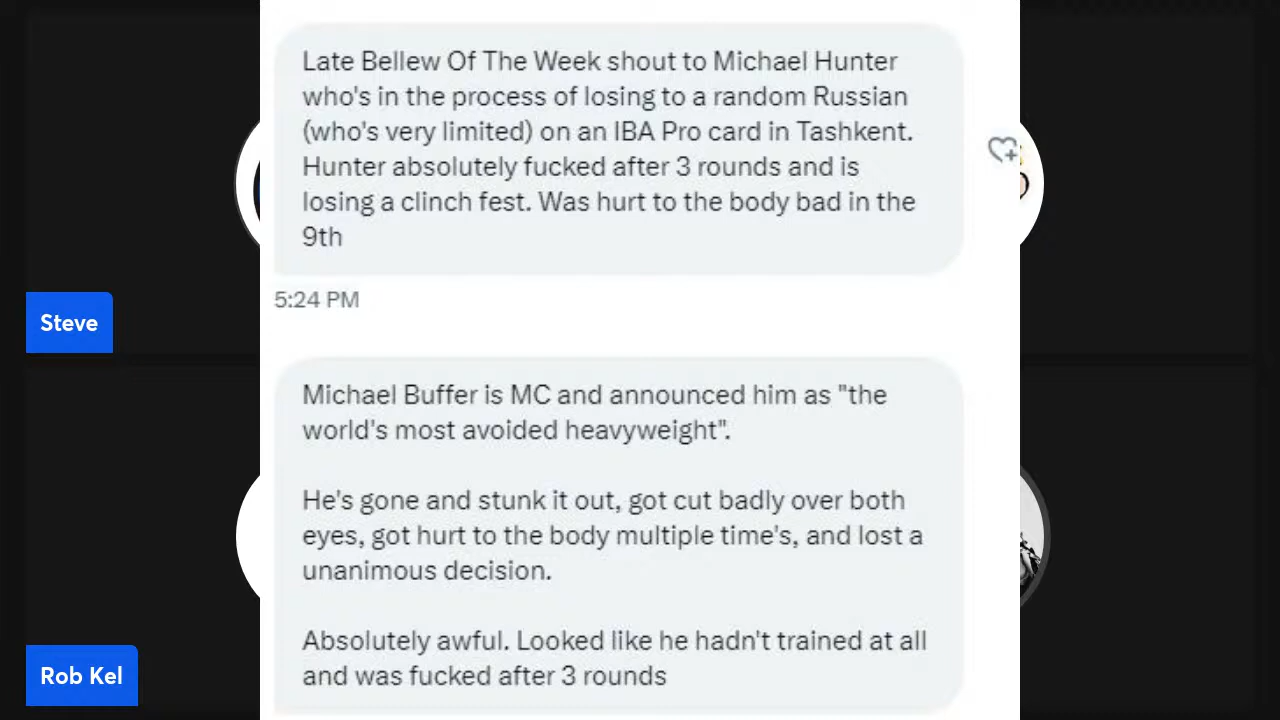 Late Bellew Of The Week shout to Michael Hunter
who's in the process of losing to a random Russian
(who's very limited) on an IBA Pro card in Tashkent.
Hunter absolutely fucked after 3 rounds and is
losing a clinch fest. Was hurt to the body bad in the
9th
5:24 PM
Steve
Michael Buffer is MC and announced him as "the
world's most avoided heavyweight".
He's gone and stunk it out, got cut badly over both
eyes, got hurt to the body multiple time's, and lost a
unanimous decision.
Absolutely awful. Looked like he hadn't trained at all
and was fucked after 3 rounds
Rob Kel